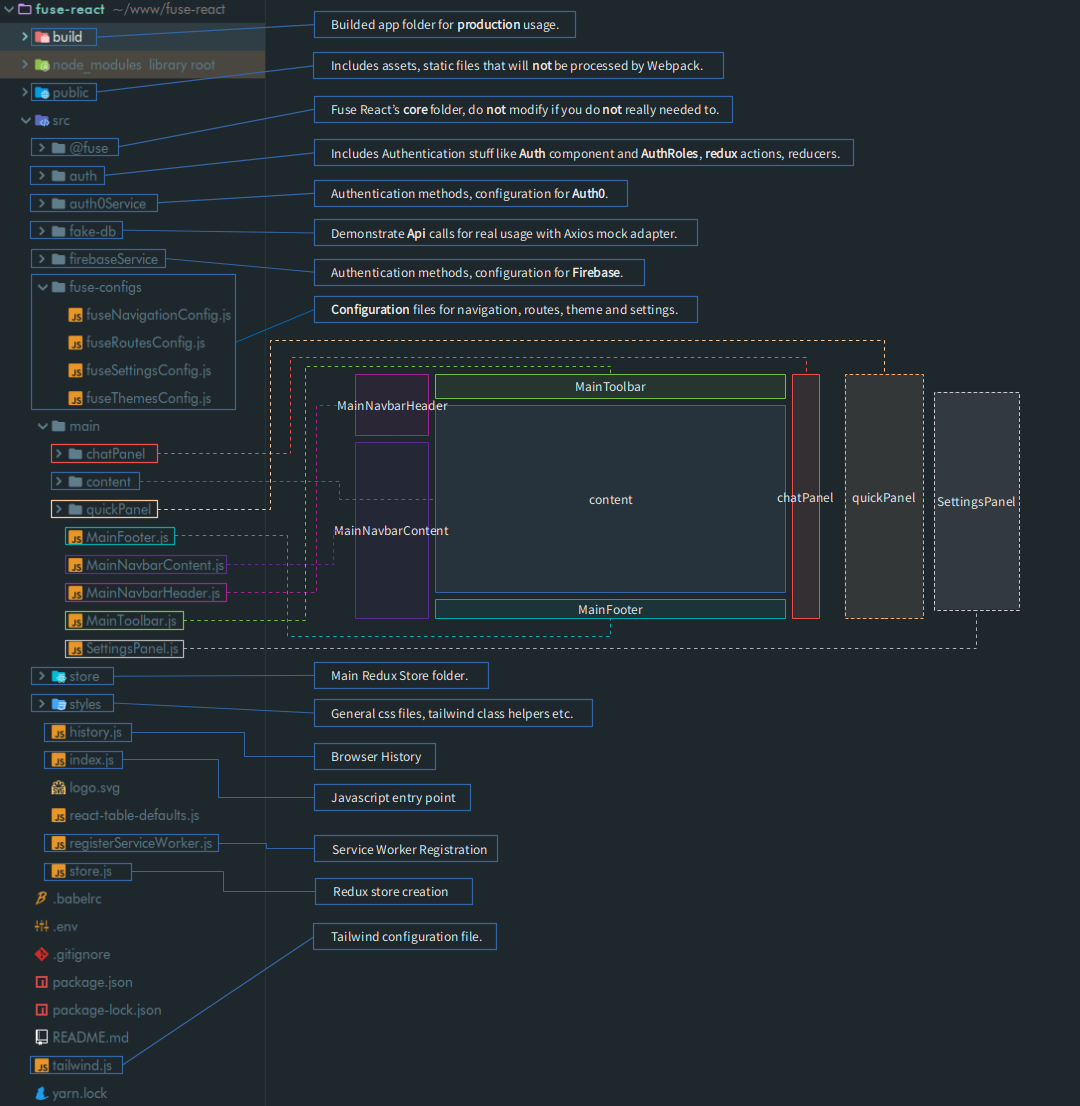 fuse-react ~/www/fuse-react
build
Builded app folder for production usage.
node_modules library root
Includes assets, static files that will not be processed by Webpack.
public
Fuse React's core folder, do not modify if you do not really needed to.
src
@fuse
Includes Authentication stuff like Auth component and AuthRoles, redux actions, reducers.
auth
Authentication methods, configuration for Auth0.
auth0Service
fake-db
Demonstrate Api calls for real usage with Axios mock adapter.
firebaseService
Authentication methods, configuration for Firebase.
fuse-configs
Configuration files for navigation, routes, theme and settings.
fuseNavigationConfig.js
fuseRoutesConfig.js
fuseSettingsConfig.js
fuseThemesConfig.js
main
chatPanel
content
quickPanel
MainFooter.js
MainNavbarContent.js
MainNavbarHeader.js
MainToolbar.js
SettingsPanel.js
MainToolbar
MainNavbarHeader
content
chatPanel
quickPanel
SettingsPanel
MainNavbarContent
MainFooter
store
Main Redux Store folder.
styles
General css files, tailwind class helpers etc.
history.js
Browser History
index.js
Javascript entry point
logo.svg
react-table-defaults.js
registerServiceWorker.js
Service Worker Registration
store.js
Redux store creation
.babelrc
.env
Tailwind configuration file.
.gitignore
package.json
package-lock.json
README.md
tailwind.js
yarn.lock